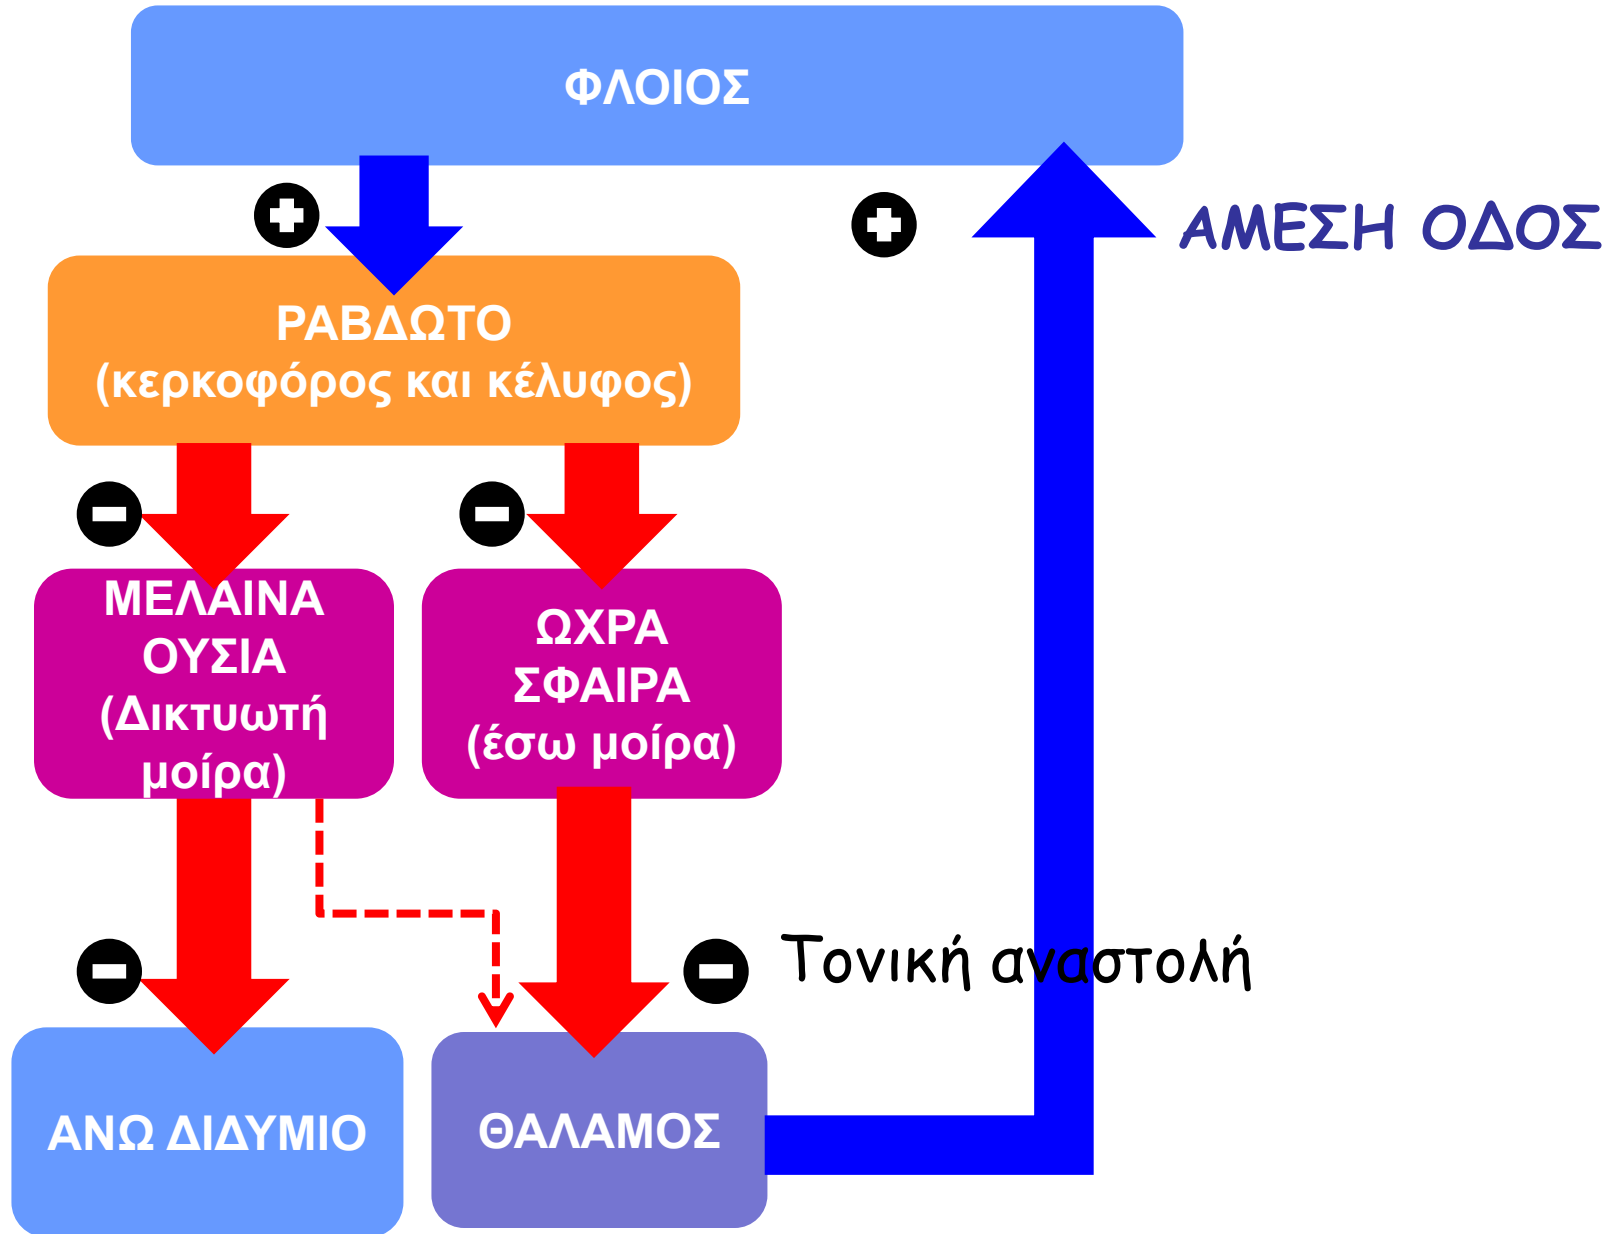 ΦΛΟΙΟΣ
ΑΜΕΣΗ ΟΔΟΣ
ΡΑΒΔΩΤΟ
(κερκοφόρος και κέλυφος)
ΜΕΛΑΙΝΑ
ΟΥΣΙΑ
(Δικτυωτή
μοίρα)
ΩΧΡΑ
ΣΦΑΙΡΑ
(έσω μοίρα)
Τονική αναστολή
ΑΝΩ ΔΙΔΥΜΙΟ
ΘΑΛΑΜΟΣ